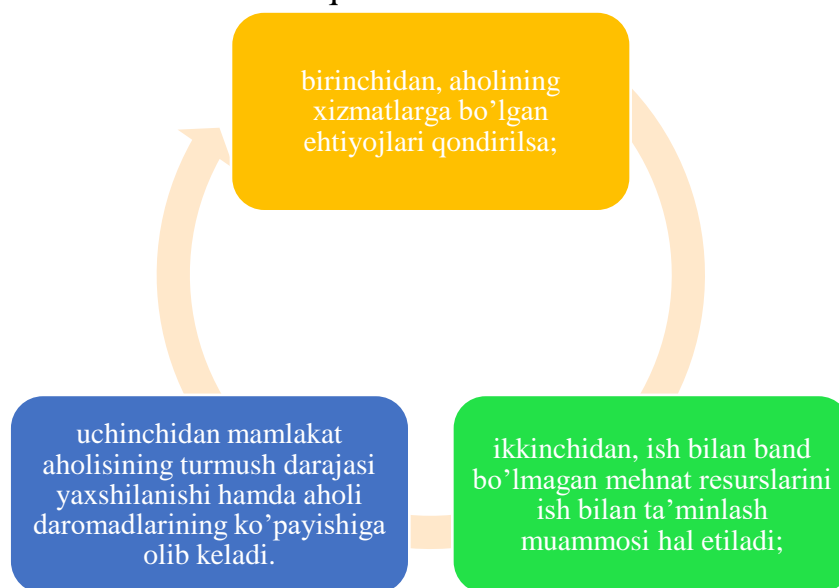 birinchidan, aholining
xizmatlarga bo’lgan
ehtiyojlari qondirilsa;
ikkinchidan, ish bilan band
bo’lmagan mehnat resurslarini
ish bilan ta’minlash
muammosi hal etiladi;
uchinchidan mamlakat
aholisining turmush darajasi
yaxshilanishi hamda aholi
daromadlarining ko’payishiga
olib keladi.